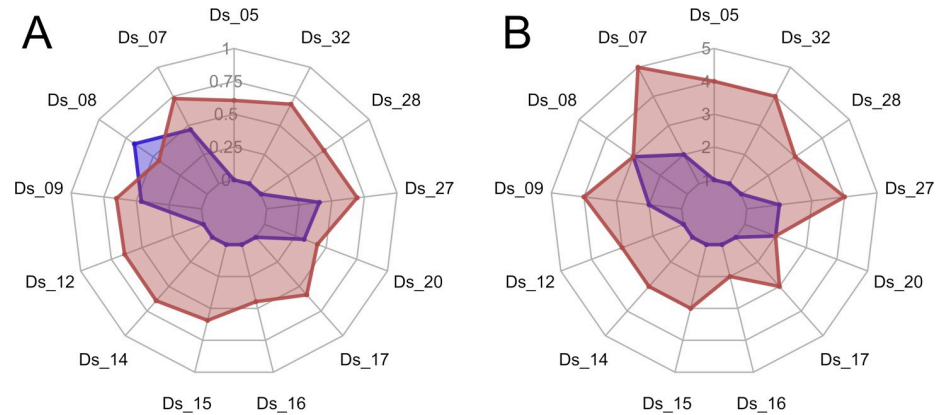 A
Ds_05
Ds_07
Ds_32
Ds_08
Ds_28
Ds_09
Ds_27
Ds_12
Ds_20
Ds_14
Ds_17
Ds_15
Ds_16
1
0.75
0.5
0.25
0
B
Ds_05
Ds_07
Ds_32
Ds_08
Ds_28
Ds_09
Ds_27
Ds_12
Ds_20
Ds_14
Ds_17
Ds_15
Ds_16
5
4
3
2
1